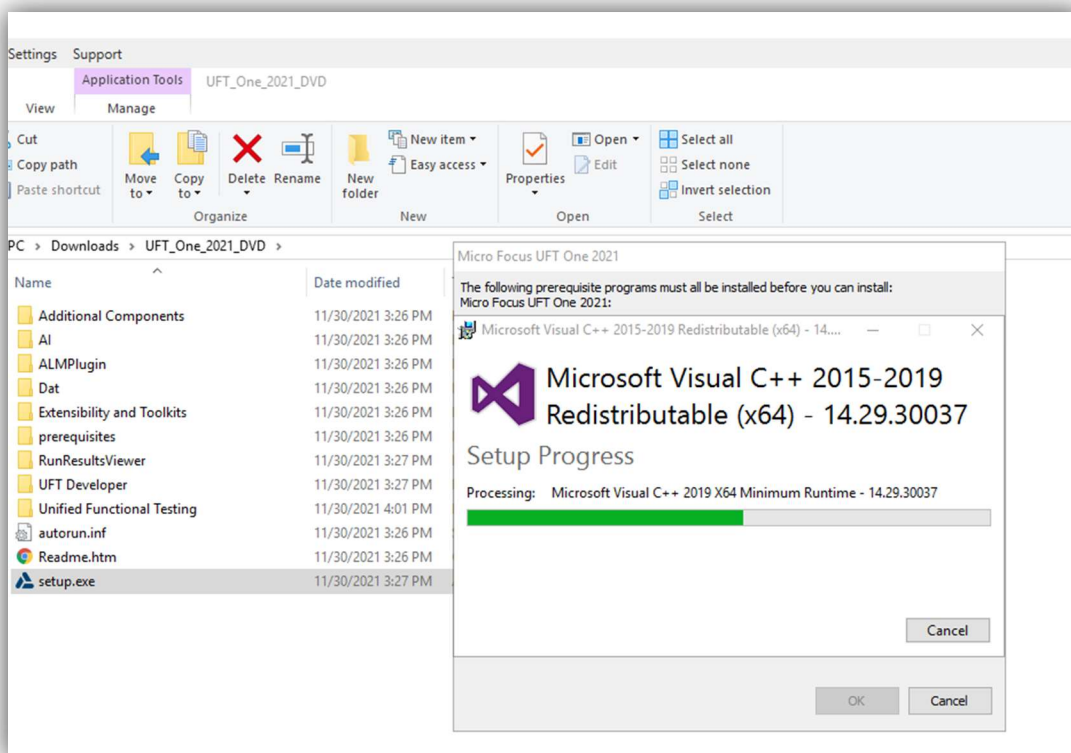 Settings Support
Application Tools UFT_One_2021_DVD
View Manage
Cut
Copy path
Paste shortcut
Move to
Copy to
Delete
Rename
New folder
New item
Easy access
Properties
Open
Edit
Select all
Select none
Invert selection
Organize New Open Select
PC > Downloads > UFT_One_2021_DVD >
Name Date modified
Additional Components 11/30/2021 3:26 PM
AI 11/30/2021 3:26 PM
ALMPlugin 11/30/2021 3:26 PM
Dat 11/30/2021 3:26 PM
Extensibility and Toolkits 11/30/2021 3:26 PM
prerequisites 11/30/2021 3:26 PM
RunResultsViewer 11/30/2021 3:27 PM
UFT Developer 11/30/2021 3:27 PM
Unified Functional Testing 11/30/2021 4:01 PM
autorun.inf 11/30/2021 3:26 PM
Readme.htm 11/30/2021 3:26 PM
setup.exe 11/30/2021 3:27 PM
Micro Focus UFT One 2021
The following prerequisite programs must all be installed before you can install:
Micro Focus UFT One 2021:
Microsoft Visual C++ 2015-2019 Redistributable (x64) - 14....
Microsoft Visual C++ 2015-2019
Redistributable (x64) - 14.29.30037
Setup Progress
Processing: Microsoft Visual C++ 2019 X64 Minimum Runtime - 14.29.30037
Cancel
OK Cancel